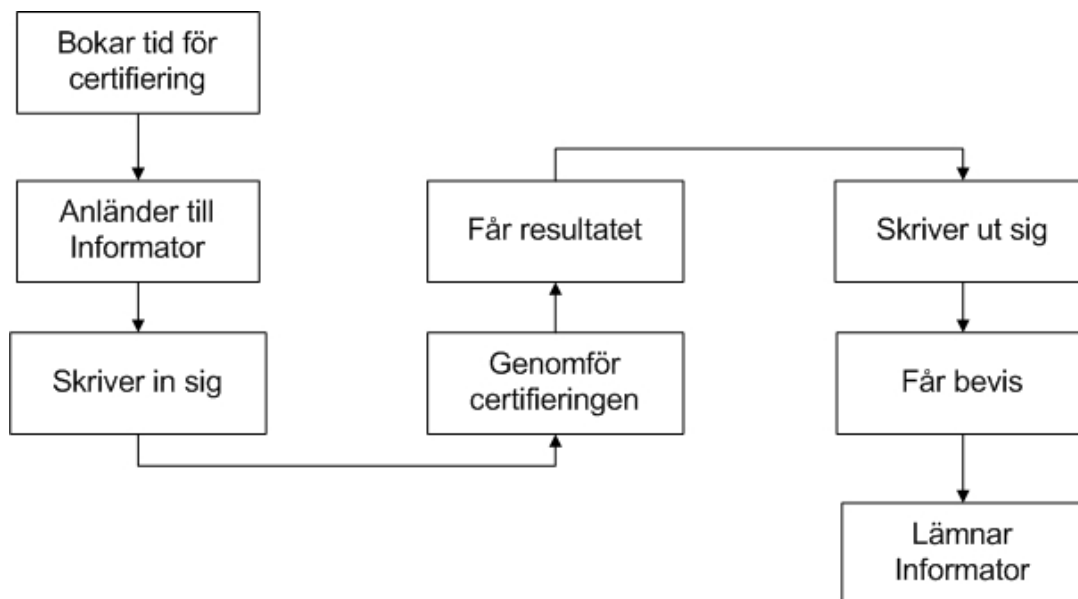 Bokar tid för
certifiering
Anländer till
Informator
Skriver in sig
Genomför
certifieringen
Får resultatet
Skriver ut sig
Får bevis
Lämnar
Informator